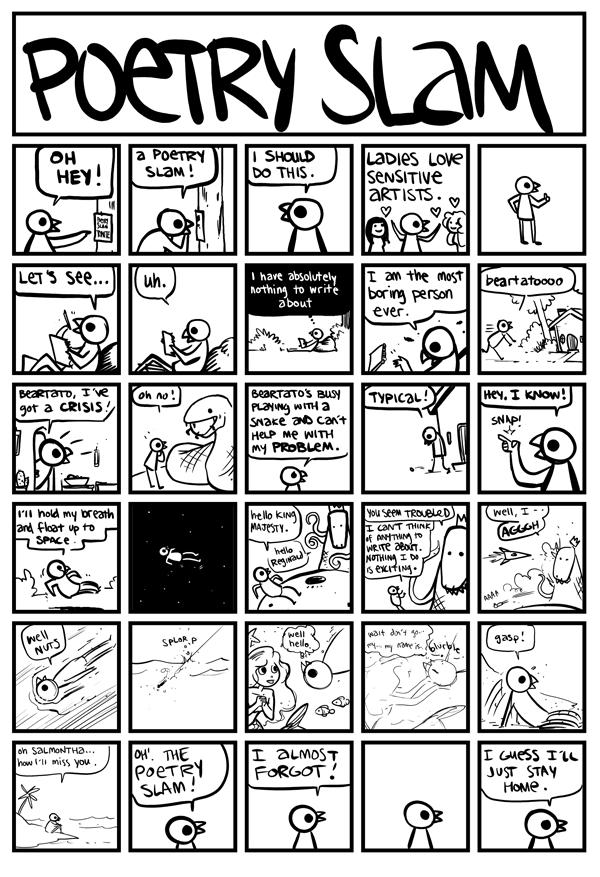 POETRY SLAM
OH
HEY!
POETRY
SLAM
TONITE
a POETRY
SLAM!
I SHOULD
DO THIS.
LADIES LOVE
SENSITIVE
ARTISTS.
LET'S SEE...
uh.
I have absolutely
nothing to write
about
I am the most
boring person
ever.
beartatoooo
BEARTATO, I'VE
got a CRISIS!
oh no!
BEARTATO'S BUSY
PLAYING WITH a
SNAKE AND CAN'T
HELP ME WITH
my PROBLEM.
TYPICAL!
HEY, I KNOW!
SNAP!
I'll hold my breath
and float up to
SPACE.
hello KING
MAJESTY.
hello
Reginald
YOU SEEM TROUBLED
I CAN'T THINK
OF ANYTHING TO
WRITE ABOUT.
NOTHING I DO
is EXCITING.
well, I--
AGGGH
AAAA
well
NUTS
SPLORP
well
hello
wait don't go-
my... my name is-
blurble
gasp!
oh SALMONTHA...
how I'll miss you.
OH! THE
POETRY
SLAM!
I ALMOST
FORGOT!
I GUESS I'LL
JUST STAY
HOME.